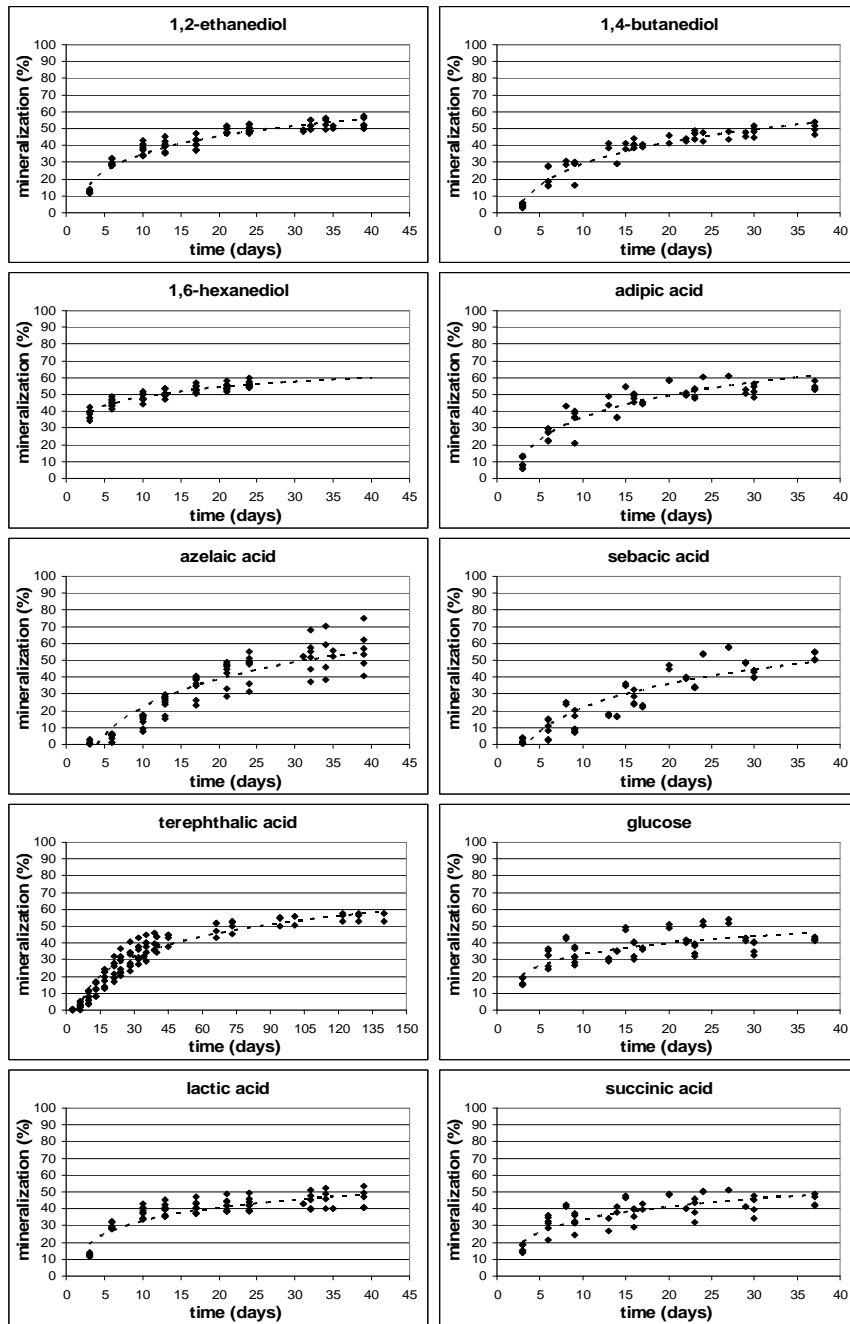 1,2-ethanediol
mineralization (%)
100
90
80
70
60
50
40
30
20
10
0
0 5 10 15 20 25 30 35 40 45
time (days)
1,4-butanediol
mineralization (%)
100
90
80
70
60
50
40
30
20
10
0
0 5 10 15 20 25 30 35 40
time (days)
1,6-hexanediol
mineralization (%)
100
90
80
70
60
50
40
30
20
10
0
0 5 10 15 20 25 30 35 40 45
time (days)
adipic acid
mineralization (%)
100
90
80
70
60
50
40
30
20
10
0
0 5 10 15 20 25 30 35 40
time (days)
azelaic acid
mineralization (%)
100
90
80
70
60
50
40
30
20
10
0
0 5 10 15 20 25 30 35 40 45
time (days)
sebacic acid
mineralization (%)
100
90
80
70
60
50
40
30
20
10
0
0 5 10 15 20 25 30 35 40
time (days)
terephthalic acid
mineralization (%)
100
90
80
70
60
50
40
30
20
10
0
0 15 30 45 60 75 90 105 120 135 150
time (days)
glucose
mineralization (%)
100
90
80
70
60
50
40
30
20
10
0
0 5 10 15 20 25 30 35 40
time (days)
lactic acid
mineralization (%)
100
90
80
70
60
50
40
30
20
10
0
0 5 10 15 20 25 30 35 40 45
time (days)
succinic acid
mineralization (%)
100
90
80
70
60
50
40
30
20
10
0
0 5 10 15 20 25 30 35 40
time (days)